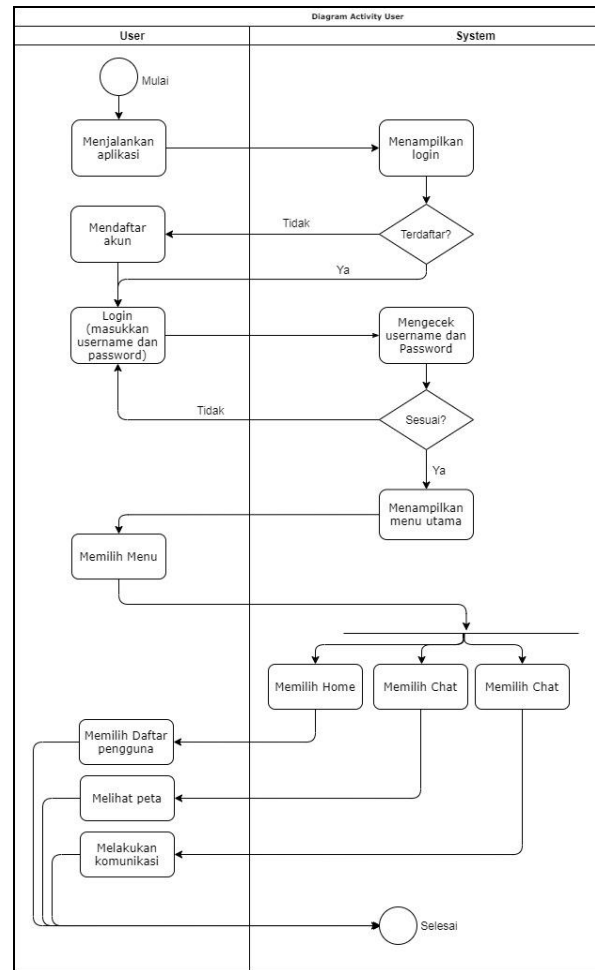 Diagram Activity User
User
System
Mulai
Menjalankan
aplikasi
Menampilkan
login
Terdaftar?
Tidak
Mendaftar
akun
Ya
Login
(masukkan
username dan
password)
Mengecek
username dan
Password
Sesuai?
Tidak
Ya
Menampilkan
menu utama
Memilih Menu
Memilih Home
Memilih Chat
Memilih Chat
Memilih Daftar
pengguna
Melihat peta
Melakukan
komunikasi
Selesai